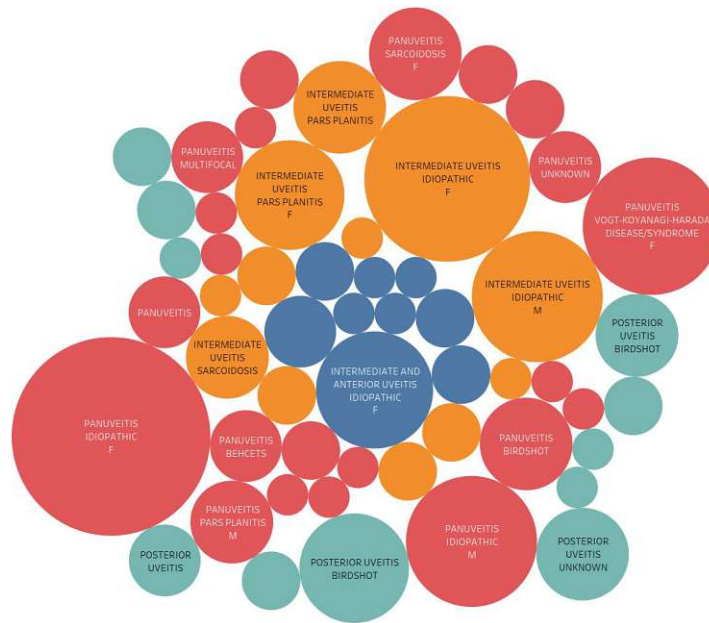 PANUVEITIS
SARCOIDOSIS
F
INTERMEDIATE
UVEITIS
PARS PLANITIS
PANUVEITIS
MULTIFOCAL
INTERMEDIATE UVEITIS
IDIOPATHIC
F
PANUVEITIS
UNKNOWN
INTERMEDIATE
UVEITIS
PARS PLANITIS
F
PANUVEITIS
VOGT-KOYANAGI-HARADA
DISEASE/SYNDROME
F
INTERMEDIATE UVEITIS
IDIOPATHIC
M
PANUVEITIS
POSTERIOR
UVEITIS
BIRDSHOT
INTERMEDIATE
UVEITIS
SARCOIDOSIS
INTERMEDIATE AND
ANTERIOR UVEITIS
IDIOPATHIC
F
PANUVEITIS
IDIOPATHIC
F
PANUVEITIS
BEHCETS
PANUVEITIS
BIRDSHOT
PANUVEITIS
PARS PLANITIS
M
PANUVEITIS
IDIOPATHIC
M
POSTERIOR
UVEITIS
POSTERIOR UVEITIS
BIRDSHOT
POSTERIOR
UVEITIS
UNKNOWN